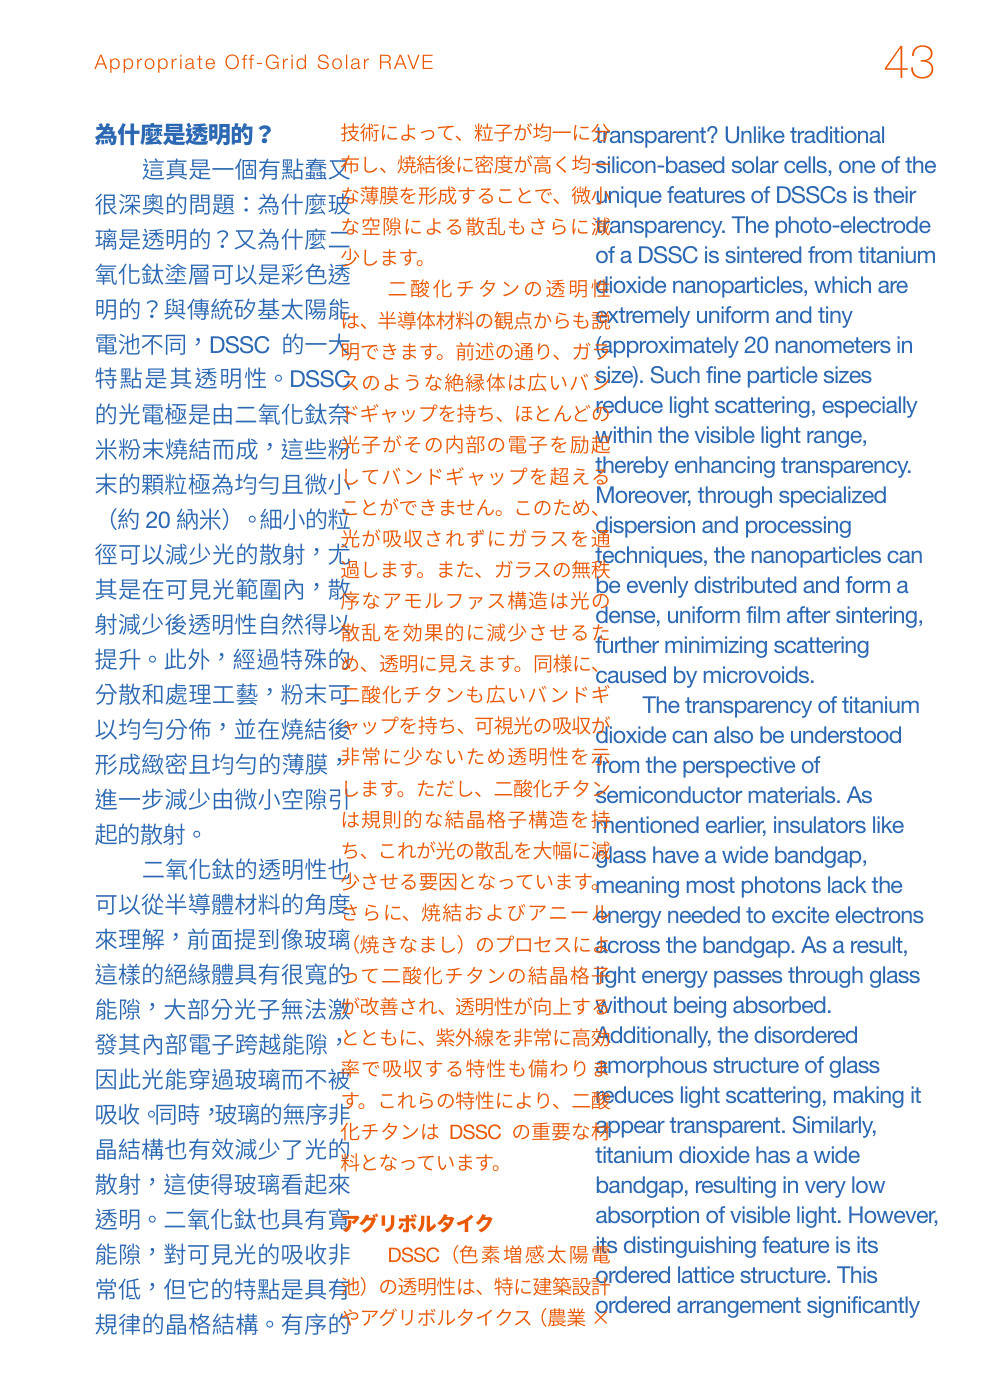 Appropriate Off-Grid Solar RAVE
43
為什麼是透明的？
這真是一個有點蠢又
很深奧的問題：為什麼玻
璃是透明的？又為什麼二
氧化鈦塗層可以是彩色透
明的？與傳統矽基太陽能
電池不同，DSSC 的一大
特點是其透明性。DSSC
的光電極是由二氧化鈦奈
米粉末燒結而成，這些粉
末的顆粒極為均勻且微小
（約 20 納米）。細小的粒
徑可以減少光的散射，尤
其是在可見光範圍內，散
射減少後透明性自然得以
提升。此外，經過特殊的
分散和處理工藝，粉末可
以均勻分佈，並在燒結後
形成緻密且均勻的薄膜，
進一步減少由微小空隙引
起的散射。
二氧化鈦的透明性也
可以從半導體材料的角度
來理解，前面提到像玻璃
這樣的絕緣體具有很寬的
能隙，大部分光子無法激
發其內部電子跨越能隙，
因此光能穿過玻璃而不被
吸收。同時，玻璃的無序非
晶結構也有效減少了光的
散射，這使得玻璃看起來
透明。二氧化鈦也具有寬
能隙，對可見光的吸收非
常低，但它的特點是具有
規律的晶格結構。有序的
技術によって、粒子が均一に分
布し、焼結後に密度が高く均一
な薄膜を形成することで、微小
な空隙による散乱もさらに減
少します。
二酸化チタンの透明性
は、半導体材料の観点からも説
明できます。前述の通り、ガラ
スのような絶縁体は広いバン
ドギャップを持ち、ほとんどの
光子がその内部の電子を励起
してバンドギャップを超える
ことができません。このため、
光が吸収されずにガラスを通
過します。また、ガラスの無秩
序なアモルファス構造は光の
散乱を効果的に減少させるた
め、透明に見えます。同様に、
二酸化チタンも広いバンドギ
ャップを持ち、可視光の吸収が
非常に少ないため透明性を示
します。ただし、二酸化チタン
は規則的な結晶格子構造を持
ち、これが光の散乱を大幅に減
少させる要因となっています。
さらに、焼結およびアニール
（焼きなまし）のプロセスによ
って二酸化チタンの結晶格子
が改善され、透明性が向上する
とともに、紫外線を非常に高効
率で吸収する特性も備わりま
す。これらの特性により、二酸
化チタンは DSSC の重要な材
料となっています。
アグリボルタイク
DSSC（色素増感太陽電
池）の透明性は、特に建築設計
やアグリボルタイクス（農業 ×
transparent? Unlike traditional
silicon-based solar cells, one of the
unique features of DSSCs is their
transparency. The photo-electrode
of a DSSC is sintered from titanium
dioxide nanoparticles, which are
extremely uniform and tiny
(approximately 20 nanometers in
size). Such fine particle sizes
reduce light scattering, especially
within the visible light range,
thereby enhancing transparency.
Moreover, through specialized
dispersion and processing
techniques, the nanoparticles can
be evenly distributed and form a
dense, uniform film after sintering,
further minimizing scattering
caused by microvoids.
The transparency of titanium
dioxide can also be understood
from the perspective of
semiconductor materials. As
mentioned earlier, insulators like
glass have a wide bandgap,
meaning most photons lack the
energy needed to excite electrons
across the bandgap. As a result,
light energy passes through glass
without being absorbed.
Additionally, the disordered
amorphous structure of glass
reduces light scattering, making it
appear transparent. Similarly,
titanium dioxide has a wide
bandgap, resulting in very low
absorption of visible light. However,
its distinguishing feature is its
ordered lattice structure. This
ordered arrangement significantly